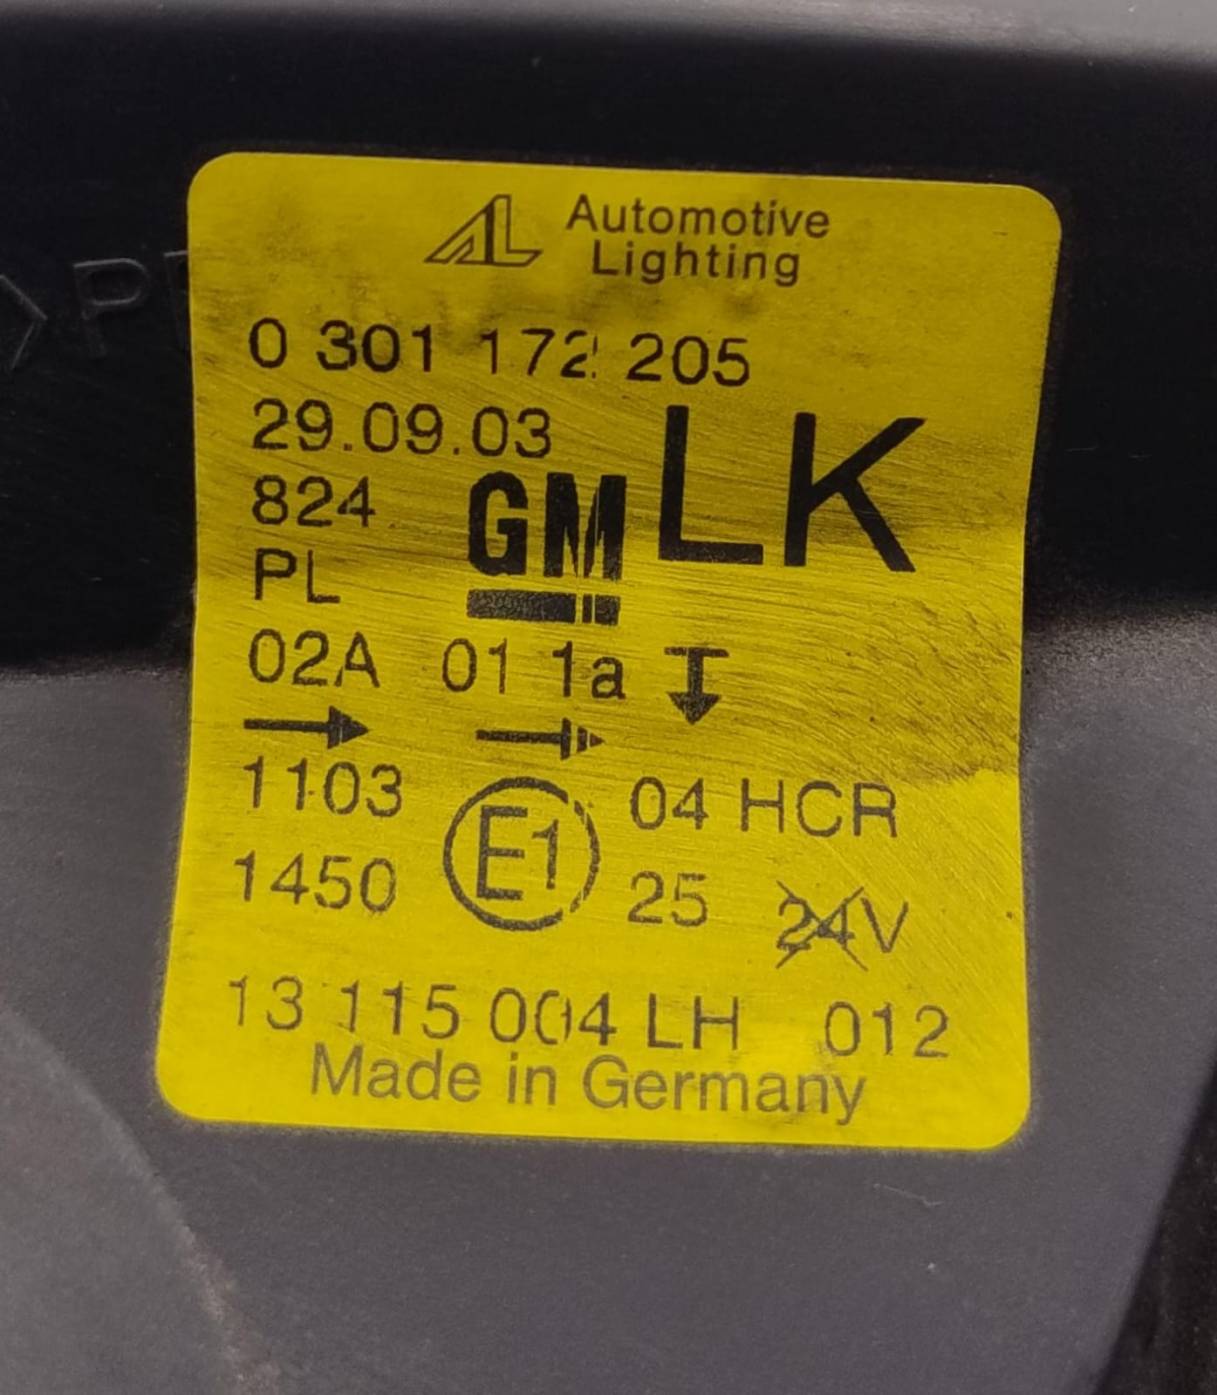 AL Automotive
Lighting
>P
0 301 172 205
29.09.03
LK
824
GM
PL
02A 01 1a
1103
04 HCR
E1
1450
25 24V
13 115 004 LH 012
Made in Germany